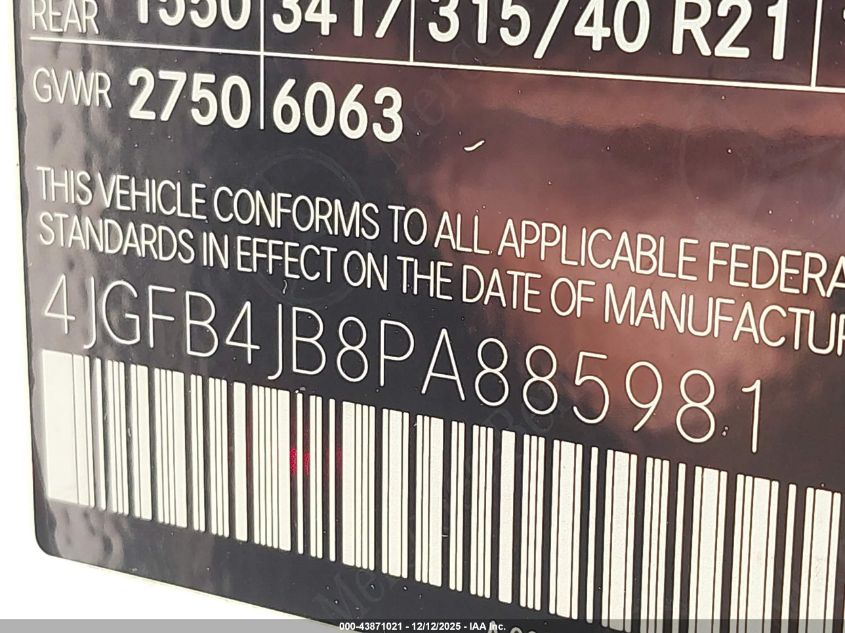 REAR 1550 3417 315/40 R21
GVWR 2750 6063
THIS VEHICLE CONFORMS TO ALL APPLICABLE FEDERA
STANDARDS IN EFFECT ON THE DATE OF MANUFACTUR
4JGFB4JB8PA885981
000-43871021 - 12/12/2025 - IAA Inc.